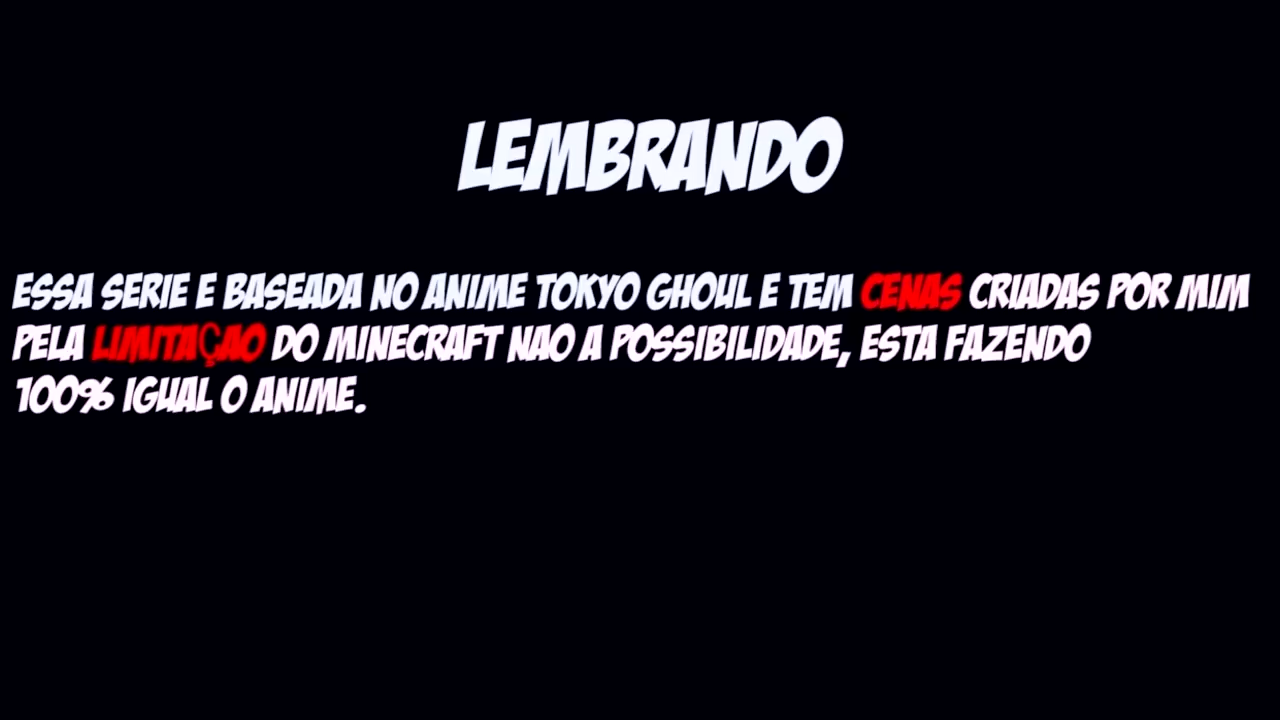 LEMBRANDO
ESSA SERIE E BASEADA NO ANIME TOKYO GHOUL E TEM CENAS CRIADAS POR MIM
PELA LIMITAÇAO DO MINECRAFT NAO A POSSIBILIDADE, ESTA FAZENDO
100% IGUAL O ANIME.